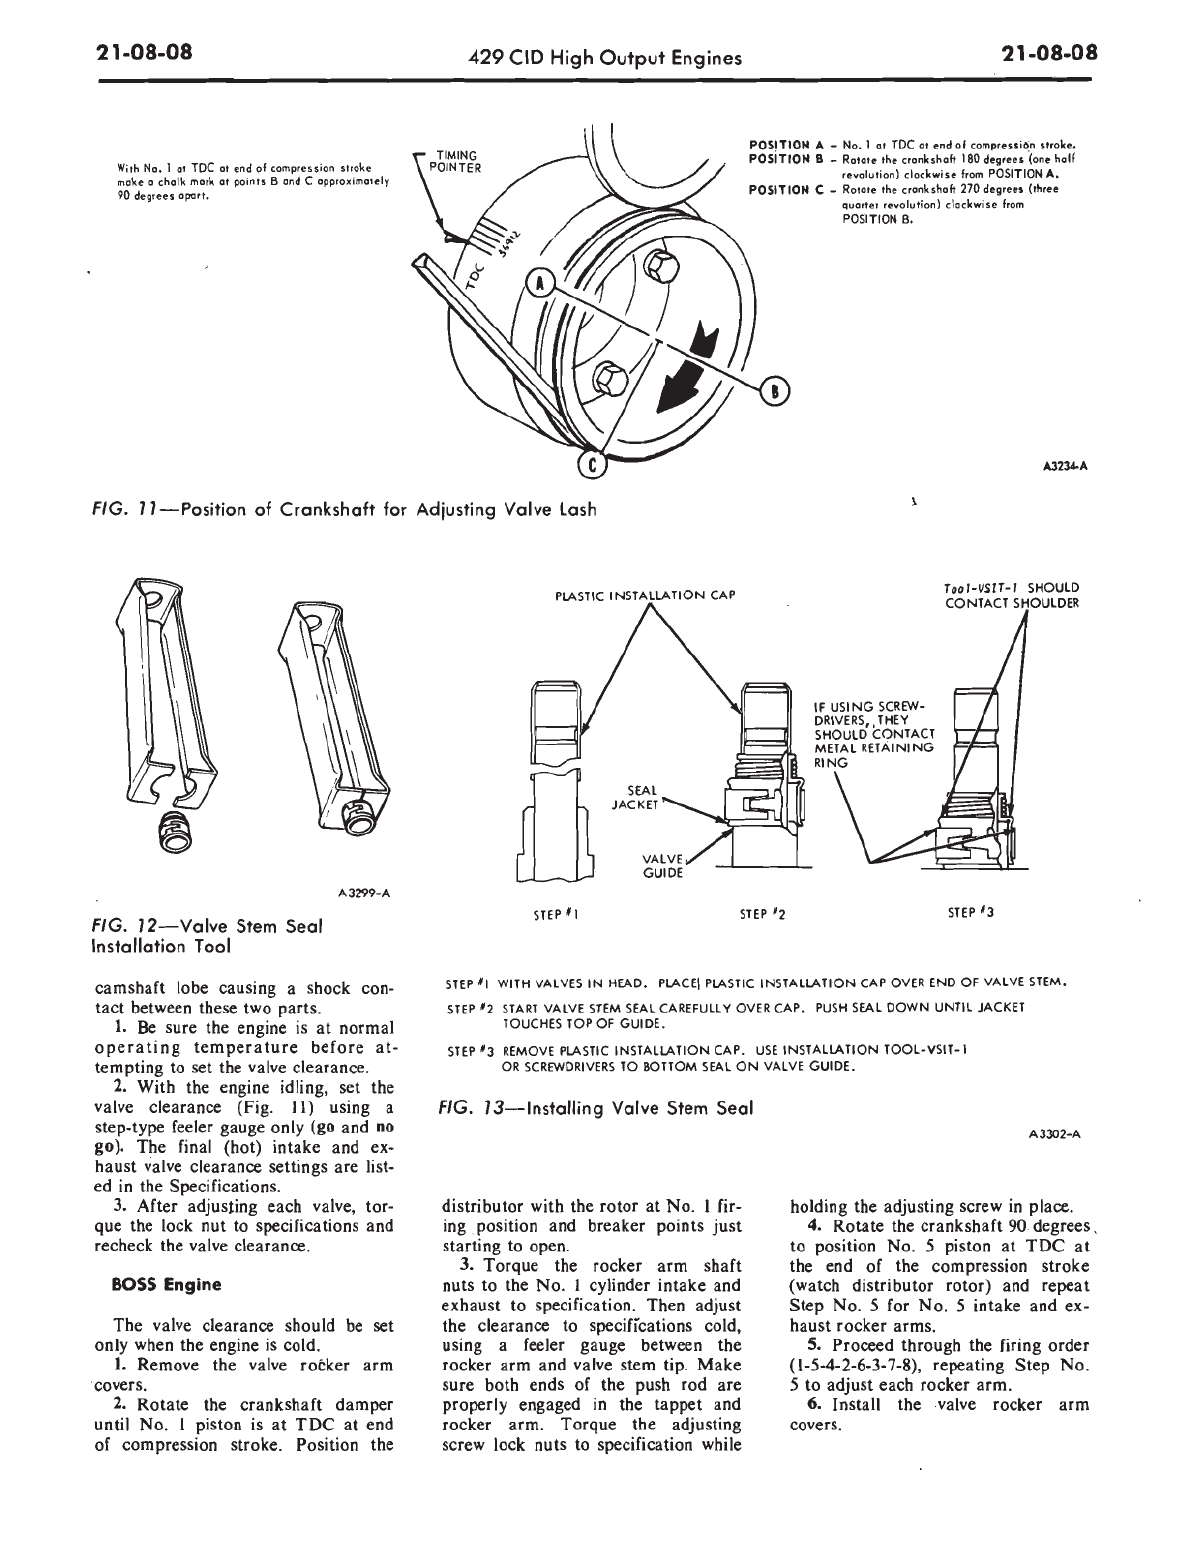 21-08-08
429 CID High Output Engines
21-08-08
With No. 1 at TDC at end of compression stroke
make a chalk mark at points B and C approximately
90 degrees apart.
TIMING
POINTER
POSITION A - No. 1 at TDC at end of compression stroke.
POSITION B - Rotate the crankshaft 180 degrees (one half
revolution) clockwise from POSITION A.
POSITION C - Rotate the crankshaft 270 degrees (three
quarter revolution) clockwise from
POSITION B.
TDC
A
B
C
A3234-A
FIG. 11—Position of Crankshaft for Adjusting Valve Lash
PLASTIC INSTALLATION CAP
Tool-VSIT-1 SHOULD
CONTACT SHOULDER
IF USING SCREW-
DRIVERS, THEY
SHOULD CONTACT
METAL RETAINING
RING
SEAL
JACKET
VALVE
GUIDE
STEP #1
STEP #2
STEP #3
A3299-A
FIG. 12—Valve Stem Seal
Installation Tool
STEP #1 WITH VALVES IN HEAD. PLACE PLASTIC INSTALLATION CAP OVER END OF VALVE STEM.
STEP #2 START VALVE STEM SEAL CAREFULLY OVER CAP. PUSH SEAL DOWN UNTIL JACKET
TOUCHES TOP OF GUIDE.
STEP #3 REMOVE PLASTIC INSTALLATION CAP. USE INSTALLATION TOOL-VSIT-1
OR SCREWDRIVERS TO BOTTOM SEAL ON VALVE GUIDE.
FIG. 13—Installing Valve Stem Seal
A3302-A
camshaft lobe causing a shock con-
tact between these two parts.
1. Be sure the engine is at normal
operating temperature before at-
tempting to set the valve clearance.
2. With the engine idling, set the
valve clearance (Fig. 11) using a
step-type feeler gauge only (go and no
go). The final (hot) intake and ex-
haust valve clearance settings are list-
ed in the Specifications.
3. After adjusting each valve, tor-
que the lock nut to specifications and
recheck the valve clearance.
BOSS Engine
The valve clearance should be set
only when the engine is cold.
1. Remove the valve rocker arm
covers.
2. Rotate the crankshaft damper
until No. 1 piston is at TDC at end
of compression stroke. Position the
distributor with the rotor at No. 1 fir-
ing position and breaker points just
starting to open.
3. Torque the rocker arm shaft
nuts to the No. 1 cylinder intake and
exhaust to specification. Then adjust
the clearance to specifications cold,
using a feeler gauge between the
rocker arm and valve stem tip. Make
sure both ends of the push rod are
properly engaged in the tappet and
rocker arm. Torque the adjusting
screw lock nuts to specification while
holding the adjusting screw in place.
4. Rotate the crankshaft 90 degrees
to position No. 5 piston at TDC at
the end of the compression stroke
(watch distributor rotor) and repeat
Step No. 5 for No. 5 intake and ex-
haust rocker arms.
5. Proceed through the firing order
(1-5-4-2-6-3-7-8), repeating Step No.
5 to adjust each rocker arm.
6. Install the valve rocker arm
covers.